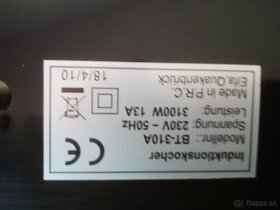 Induktionskocher
Modellnr.: BT-310A
Spannung: 230V ~ 50Hz
Leistung: 3100W 13A
CE
Made in P.R.C.
Elfa,Quakenbrück
18/4/10
bazos.sk